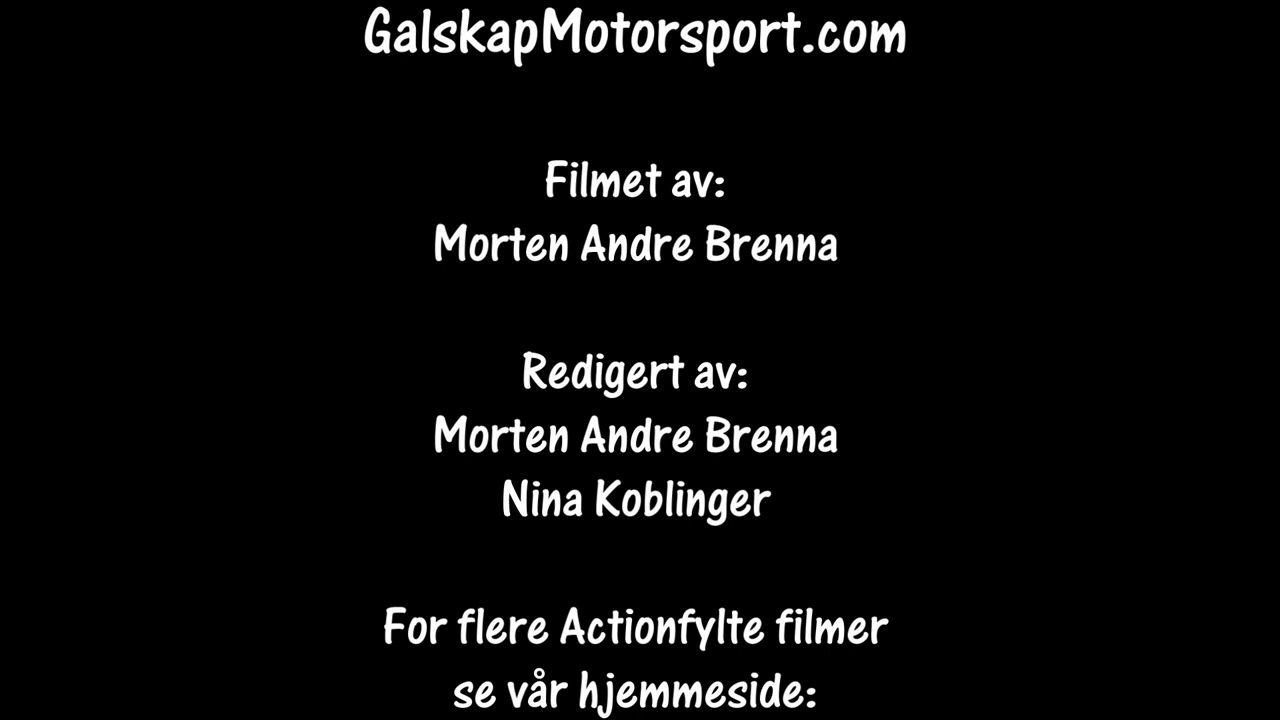 GalskapMotorsport.com
Filmet av:
Morten Andre Brenna
Redigert av:
Morten Andre Brenna
Nina Koblinger
For flere Actionfylte filmer
se vår hjemmeside: